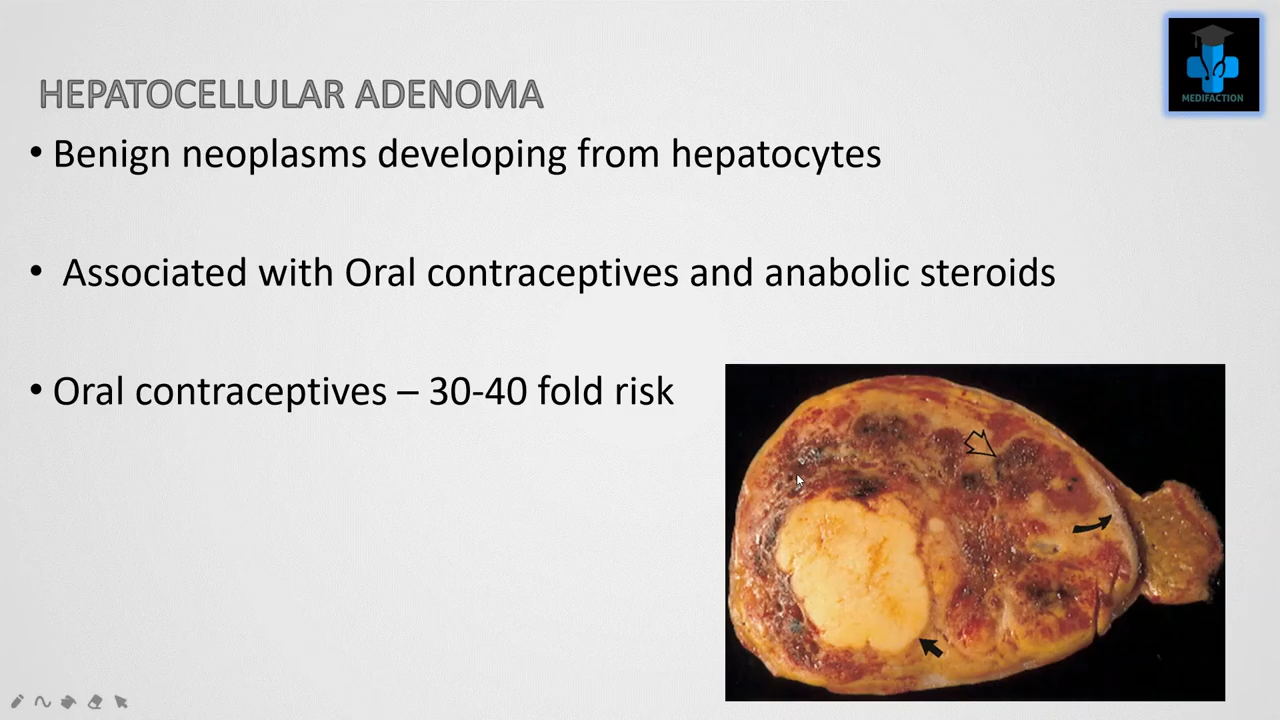 MEDIFACTION
HEPATOCELLULAR ADENOMA
• Benign neoplasms developing from hepatocytes
• Associated with Oral contraceptives and anabolic steroids
• Oral contraceptives – 30-40 fold risk